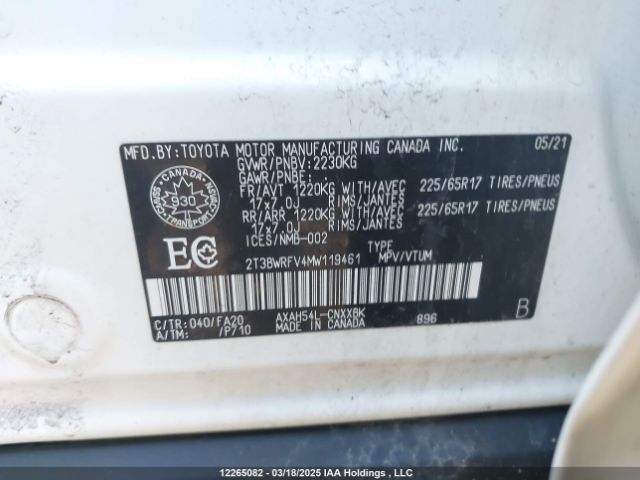 MFD.BY:TOYOTA MOTOR MANUFACTURING CANADA INC. 05/21
GVWR/PNBV:2230KG
GAWR/PNBE:
FR/AVT 1220KG WITH/AVEC 225/65R17 TIRES/PNEUS
17x7.0J RIMS/JANTES
RR/ARR 1220KG WITH/AVEC 225/65R17 TIRES/PNEUS
17x7.0J RIMS/JANTES
ICES/NMB-002
CANADA
930
TRANSPORT
EC
2T3BWRFV4MW119461 TYPE MPV/VTUM
C/TR:040/FA20 AXAH54L-CNXXBK 896 B
A/TM: /P710 MADE IN CANADA
12265082 - 03/18/2025 IAA Holdings , LLC